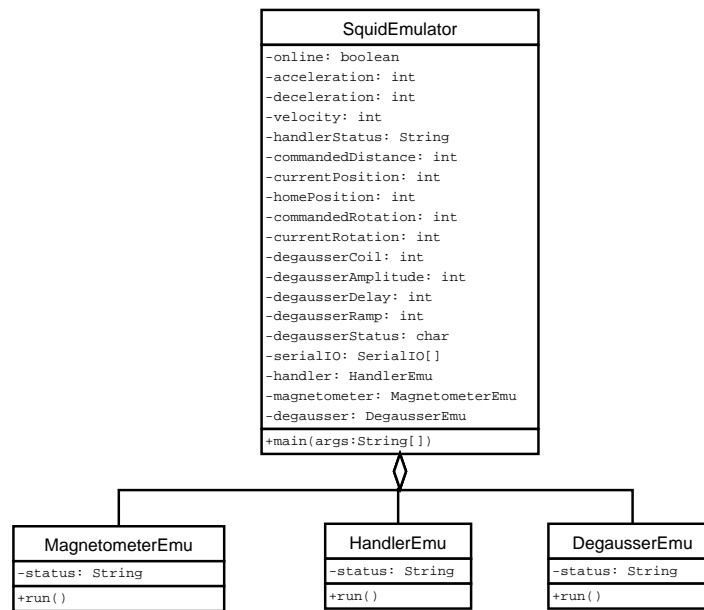 SquidEmulator
-online: boolean
-acceleration: int
-deceleration: int
-velocity: int
-handlerStatus: String
-commandedDistance: int
-currentPosition: int
-homePosition: int
-commandedRotation: int
-currentRotation: int
-degausserCoil: int
-degausserAmplitude: int
-degausserDelay: int
-degausserRamp: int
-degausserStatus: char
-serialIO: SerialIO[]
-handler: HandlerEmu
-magnetometer: MagnetometerEmu
-degausser: DegausserEmu
+main(args:String[])
MagnetometerEmu
-status: String
+run()
HandlerEmu
-status: String
+run()
DegausserEmu
-status: String
+run()